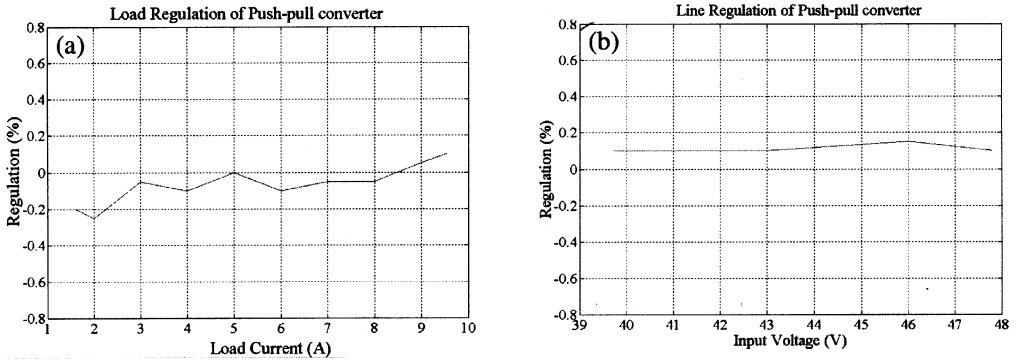 Load Regulation of Push-pull converter
(a)
0.8
0.6
0.4
0.2
0
-0.2
-0.4
-0.6
-0.8
Regulation (%)
1 2 3 4 5 6 7 8 9 10
Load Current (A)
Line Regulation of Push-pull converter
(b)
0.8
0.6
0.4
0.2
0
-0.2
-0.4
-0.6
-0.8
Regulation (%)
39 40 41 42 43 44 45 46 47 48
Input Voltage (V)